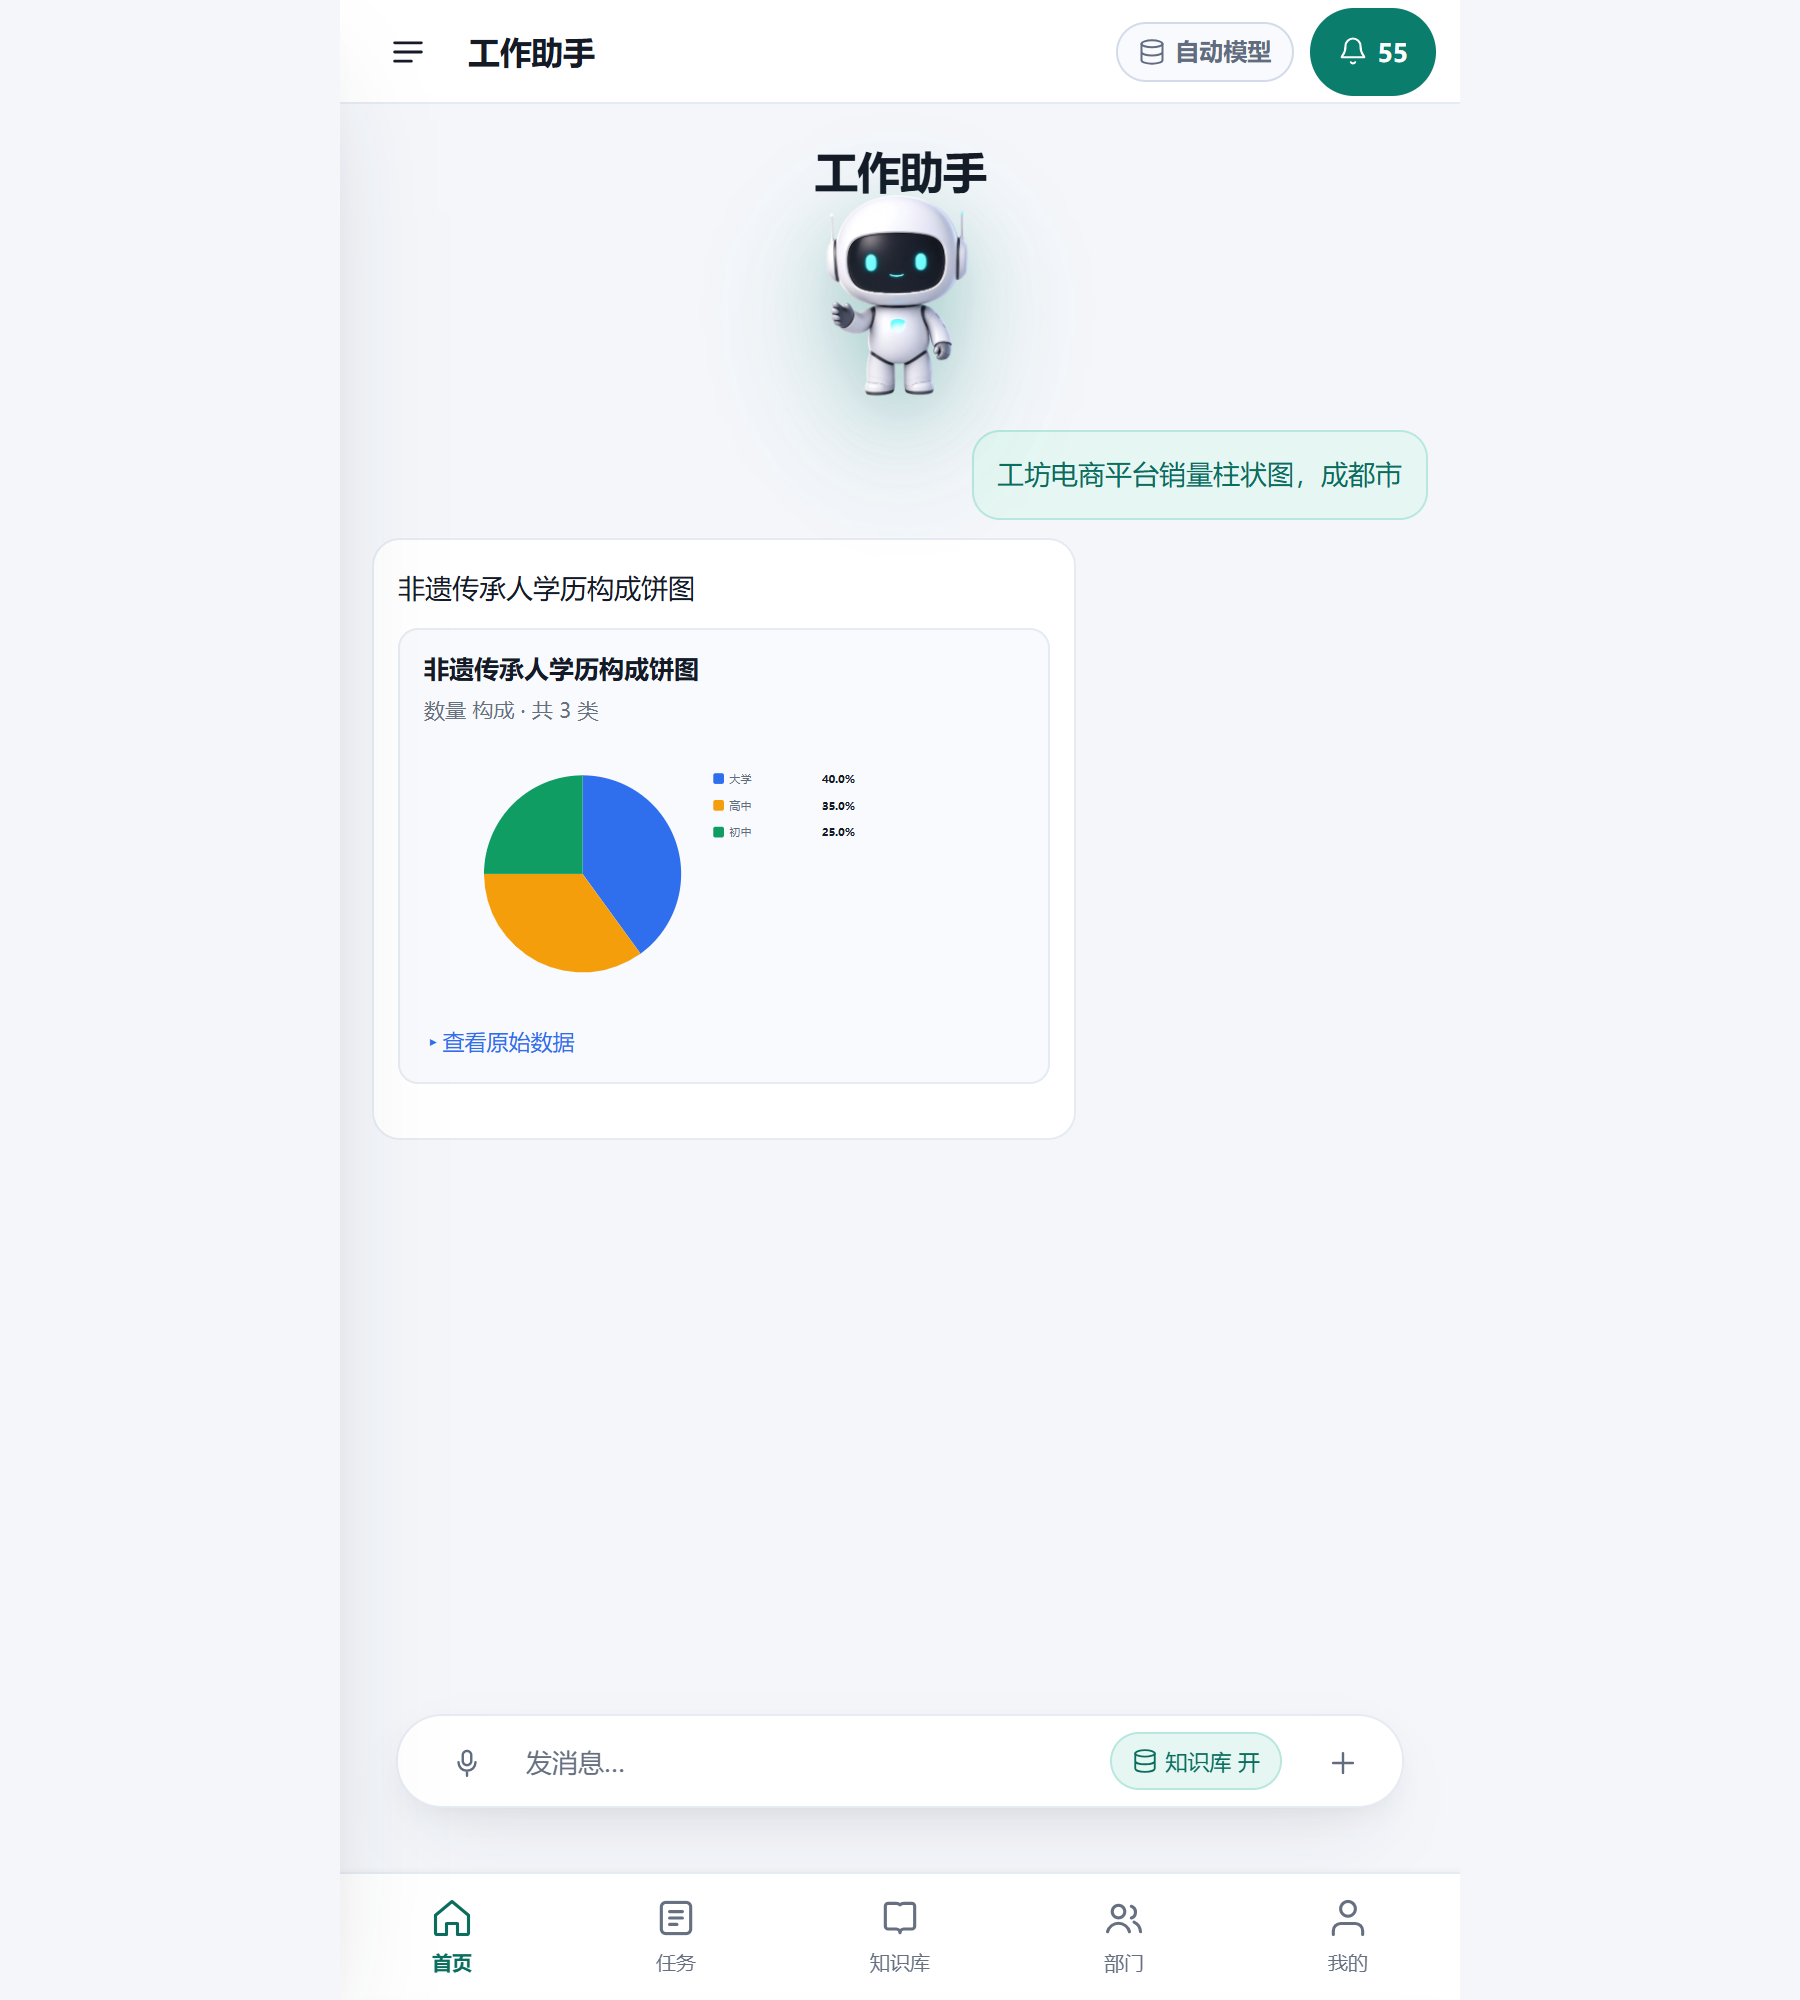 工作助手
自动模型
55
工作助手
工坊电商平台销量柱状图，成都市
非遗传承人学历构成饼图
非遗传承人学历构成饼图
数量 构成 · 共 3 类
大学 40.0%
高中 35.0%
初中 25.0%
▸ 查看原始数据
发消息...
知识库 开
首页
任务
知识库
部门
我的